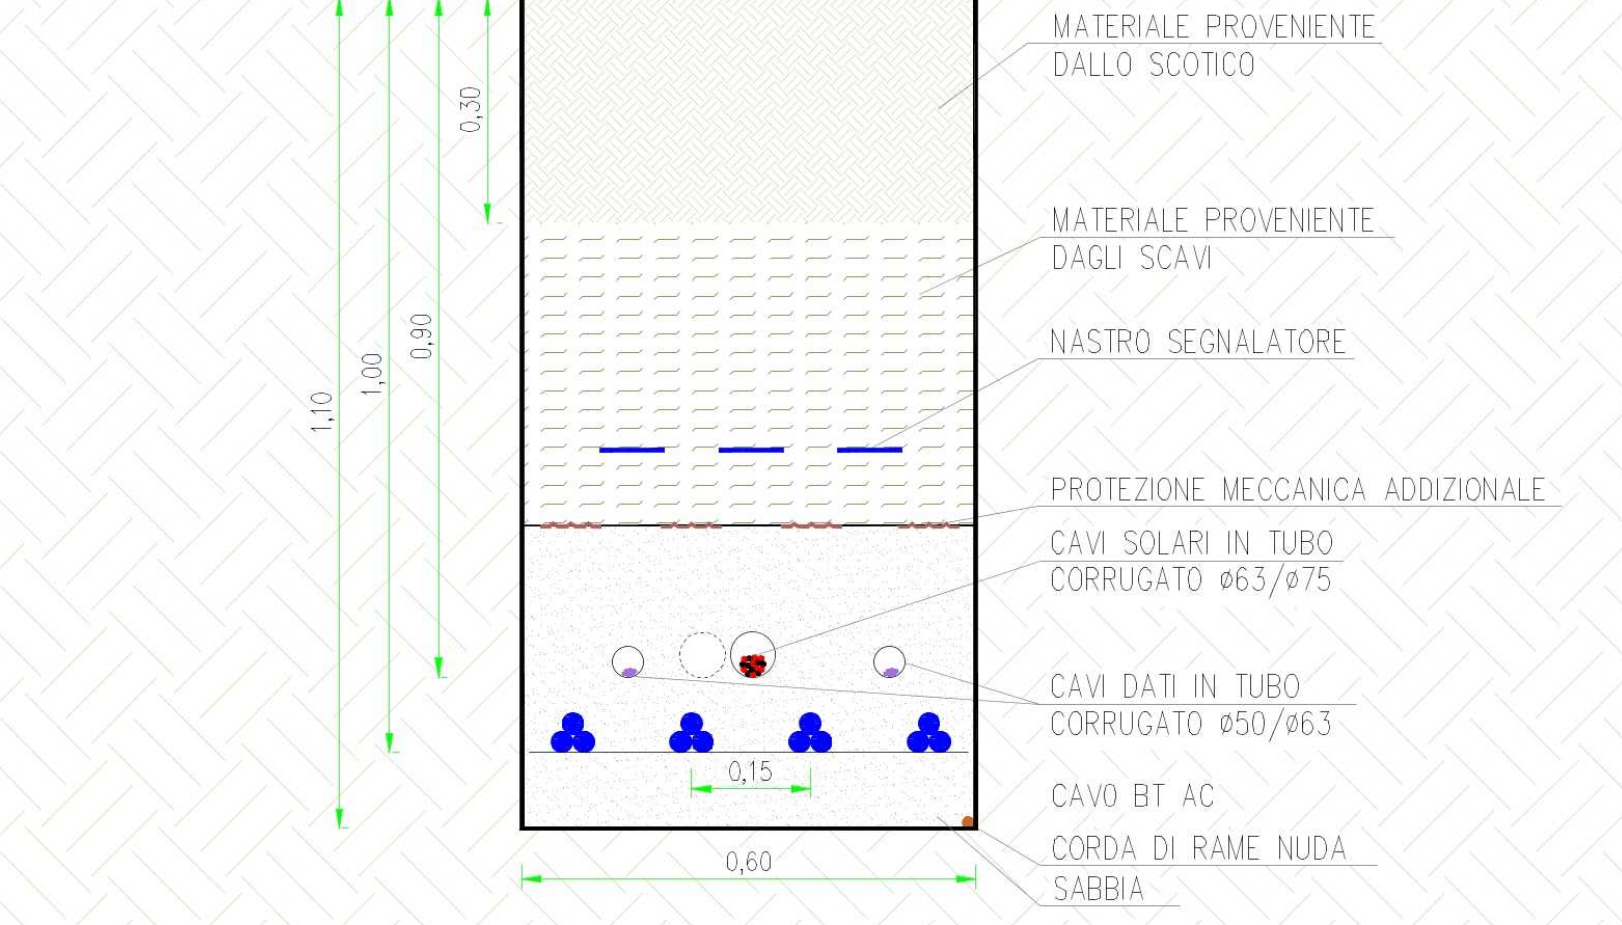 MATERIALE PROVENIENTE
DALLO SCOTICO
0,30
MATERIALE PROVENIENTE
DAGLI SCAVI
NASTRO SEGNALATORE
0,90
1,00
1,10
PROTEZIONE MECCANICA ADDIZIONALE
CAVI SOLARI IN TUBO
CORRUGATO ø63/ø75
CAVI DATI IN TUBO
CORRUGATO ø50/ø63
0,15
CAVO BT AC
CORDA DI RAME NUDA
0,60
SABBIA